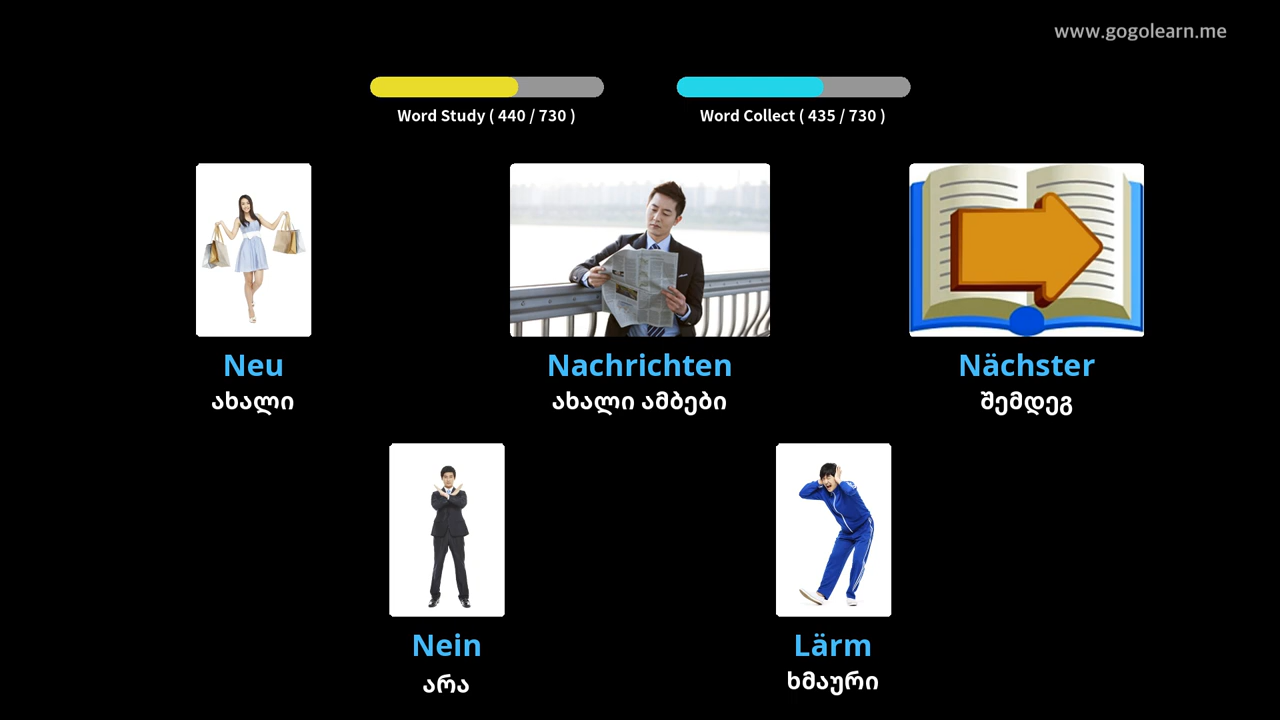 www.gogolearn.me
Word Study ( 440 / 730 )
Word Collect ( 435 / 730 )
Neu
ახალი
Nachrichten
ახალი ამბები
Nächster
შემდეგ
Nein
არა
Lärm
ხმაური